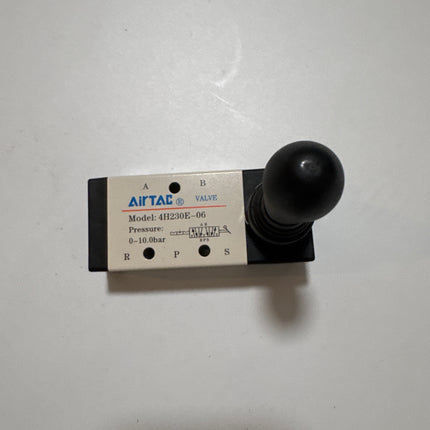 A B
AirTAC ® VALVE
Model: 4H230E-06
Pressure:
0~10.0bar
R P S